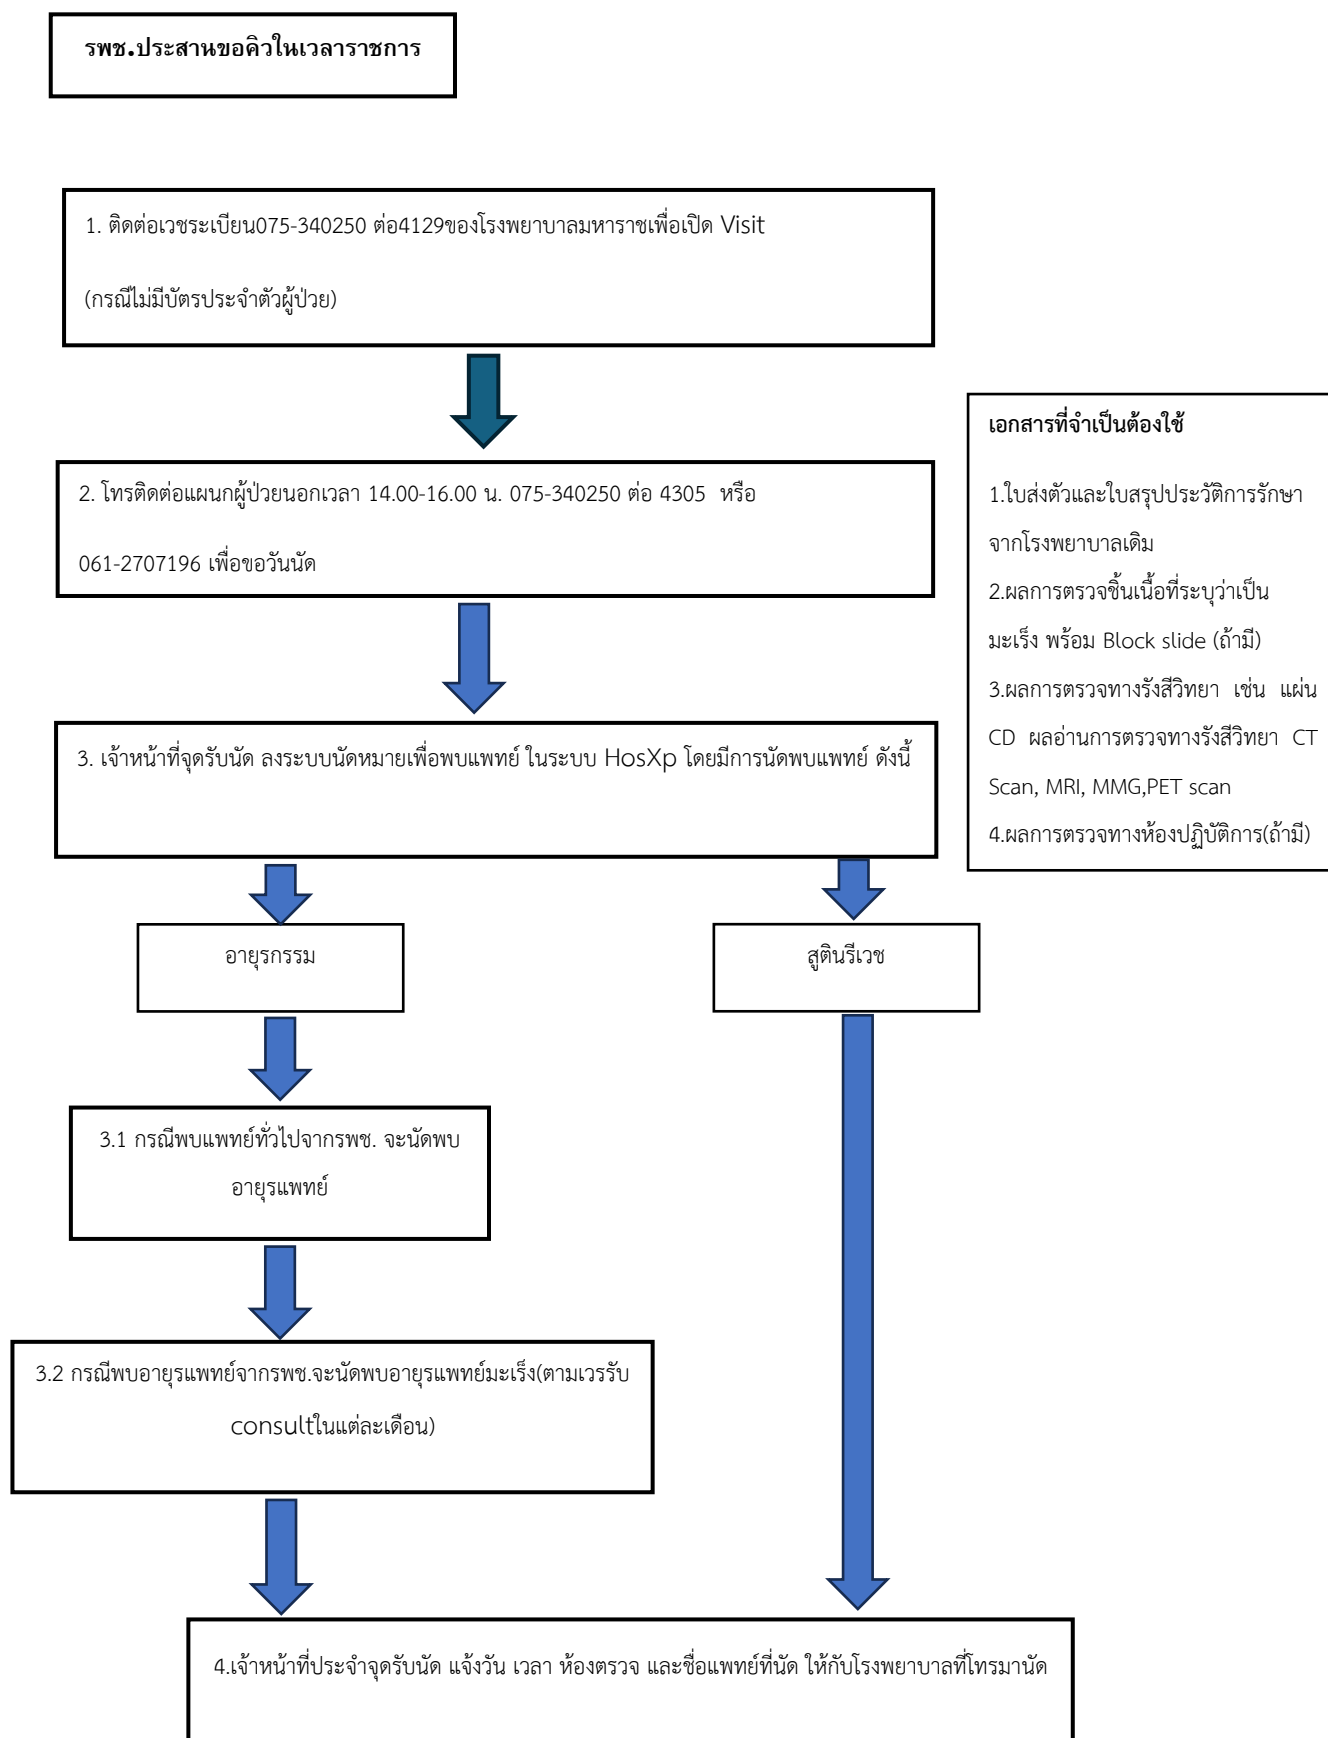 รพช.ประสานขอคิวในเวลาราชการ
1. ติดต่อเวชระเบียน075-340250 ต่อ4129ของโรงพยาบาลมหาราชเพื่อเปิด Visit
(กรณีไม่มีบัตรประจำตัวผู้ป่วย)
2. โทรติดต่อแผนกผู้ป่วยนอกเวลา 14.00-16.00 น. 075-340250 ต่อ 4305 หรือ
061-2707196 เพื่อขอวันนัด
เอกสารที่จำเป็นต้องใช้
1.ใบส่งตัวและใบสรุปประวัติการรักษา
จากโรงพยาบาลเดิม
2.ผลการตรวจชิ้นเนื้อที่ระบุว่าเป็น
มะเร็ง พร้อม Block slide (ถ้ามี)
3.ผลการตรวจทางรังสีวิทยา เช่น แผ่น
CD ผลอ่านการตรวจทางรังสีวิทยา CT
Scan, MRI, MMG,PET scan
4.ผลการตรวจทางห้องปฏิบัติการ(ถ้ามี)
3. เจ้าหน้าที่จุดรับนัด ลงระบบนัดหมายเพื่อพบแพทย์ ในระบบ HosXp โดยมีการนัดพบแพทย์ ดังนี้
อายุรกรรม
สูตินรีเวช
3.1 กรณีพบแพทย์ทั่วไปจากรพช. จะนัดพบ
อายุรแพทย์
3.2 กรณีพบอายุรแพทย์จากรพช.จะนัดพบอายุรแพทย์มะเร็ง(ตามเวรรับ
consultในแต่ละเดือน)
4.เจ้าหน้าที่ประจำจุดรับนัด แจ้งวัน เวลา ห้องตรวจ และชื่อแพทย์ที่นัด ให้กับโรงพยาบาลที่โทรมานัด